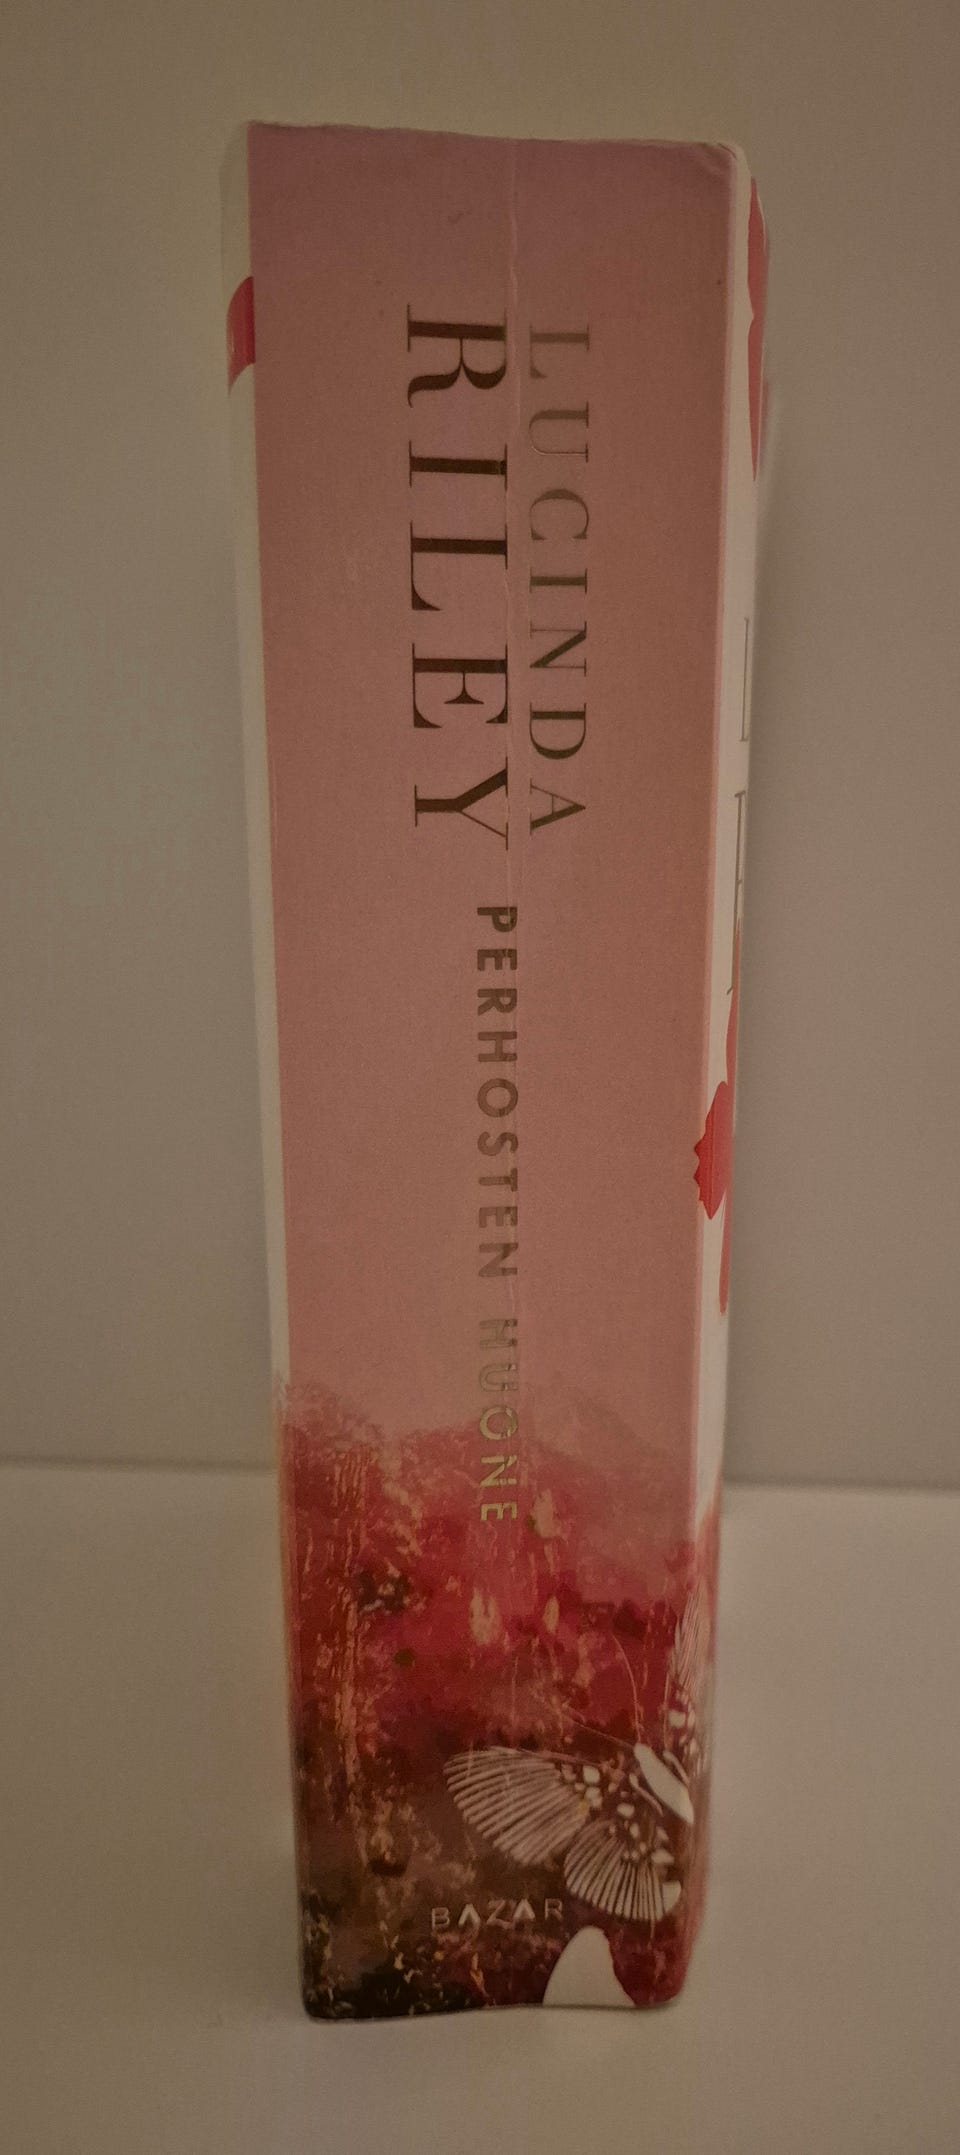 LUCINDA
RILEY
PERHOSTEN HUONE
BAZAR